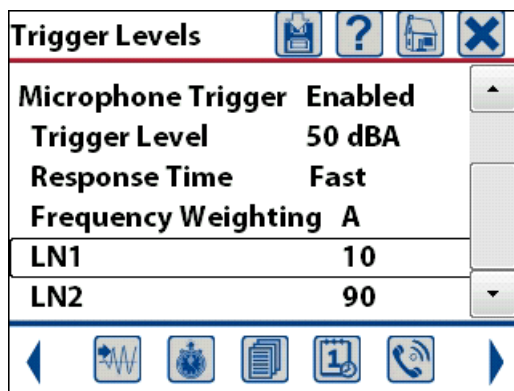 Trigger Levels
Microphone Trigger Enabled
Trigger Level 50 dBA
Response Time Fast
Frequency Weighting A
LN1 10
LN2 90